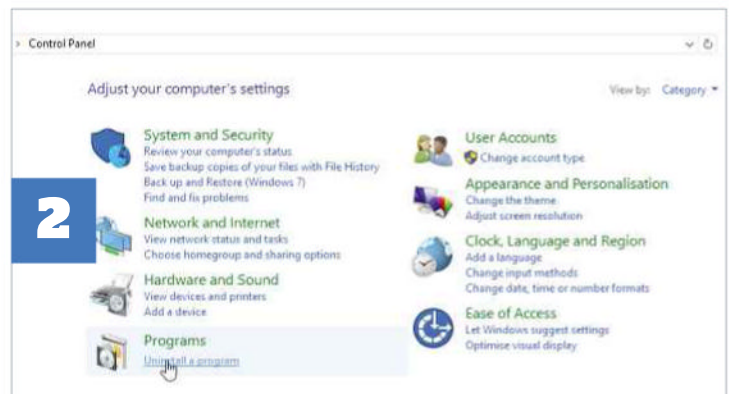 > Control Panel
Adjust your computer's settings
View by: Category
2
System and Security
Review your computer's status
Save backup copies of your files with File History
Back up and Restore (Windows 7)
Find and fix problems
Network and Internet
View network status and tasks
Choose homegroup and sharing options
Hardware and Sound
View devices and printers
Add a device
Programs
Uninstall a program
User Accounts
Change account type
Appearance and Personalisation
Change the theme
Adjust screen resolution
Clock, Language and Region
Add a language
Change input methods
Change date, time or number formats
Ease of Access
Let Windows suggest settings
Optimise visual display